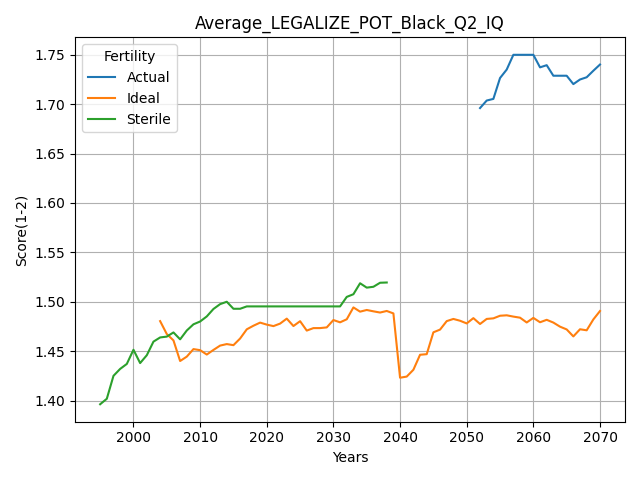 Average_LEGALIZE_POT_Black_Q2_IQ
Fertility
Actual
Ideal
Sterile
Score(1-2)
1.75
1.70
1.65
1.60
1.55
1.50
1.45
1.40
2000 2010 2020 2030 2040 2050 2060 2070
Years